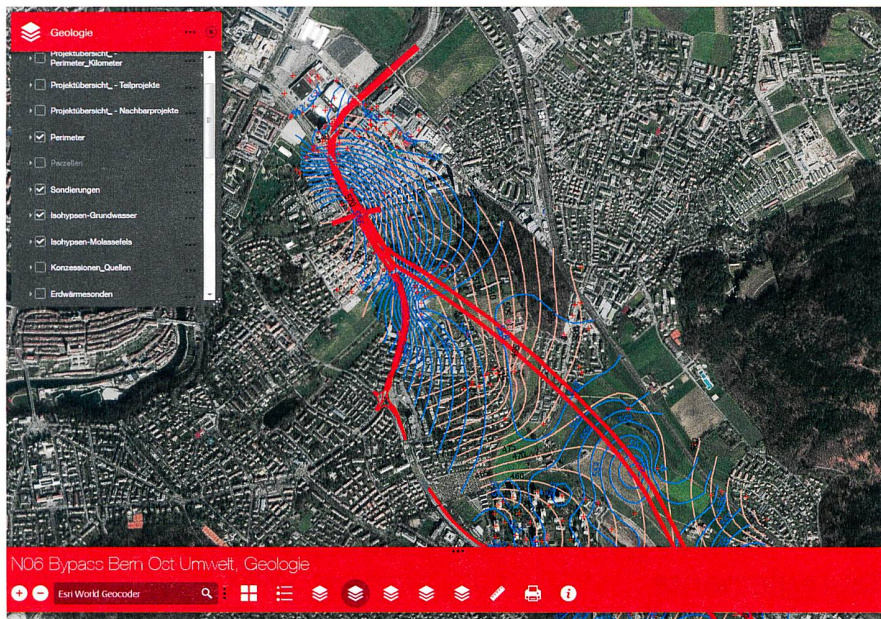 Geologie
Projektübersicht_ -
Perimeter_Kilometer
Projektübersicht_ - Teilprojekte
Projektübersicht_ - Nachbarprojekte
Perimeter
Parzellen
Sondierungen
Isohypsen-Grundwasser
Isohypsen-Molassefels
Konzessionen_Quellen
Erdwärmesonden
N06 Bypass Bern Ost Umwelt, Geologie
Esri World Geocoder